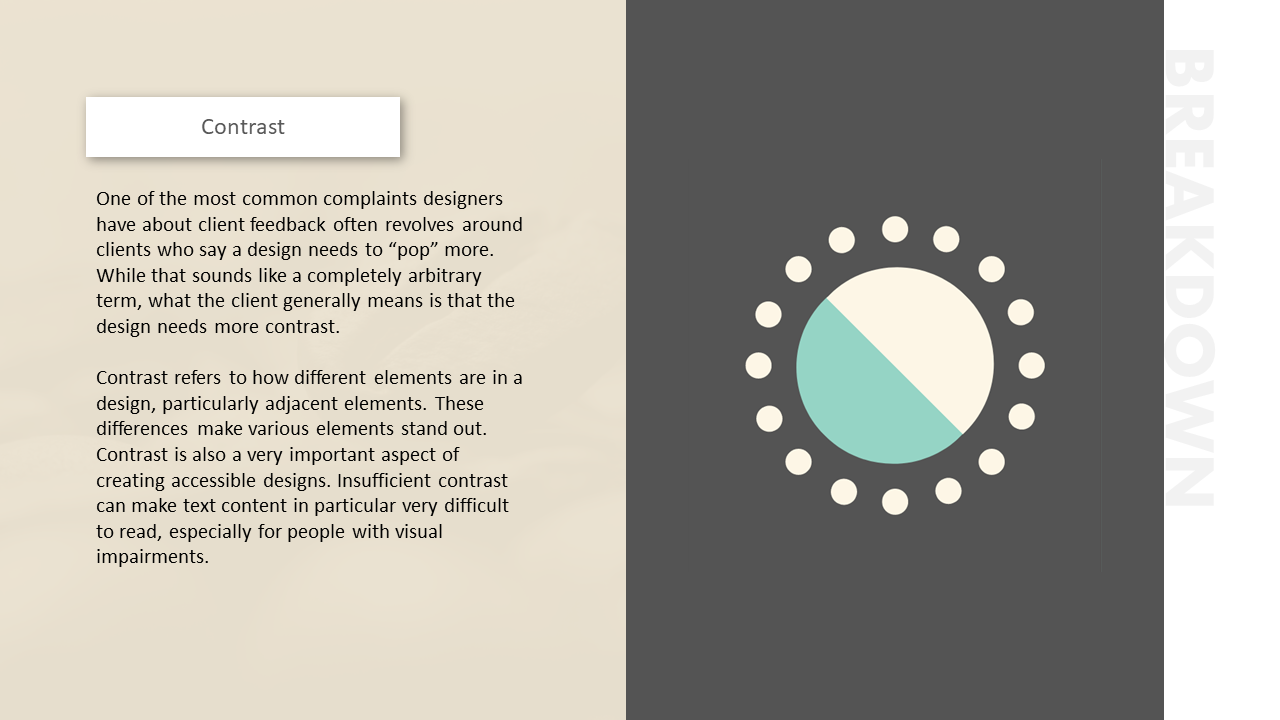 Contrast
One of the most common complaints designers
have about client feedback often revolves around
clients who say a design needs to “pop” more.
While that sounds like a completely arbitrary
term, what the client generally means is that the
design needs more contrast.
Contrast refers to how different elements are in a
design, particularly adjacent elements. These
differences make various elements stand out.
Contrast is also a very important aspect of
creating accessible designs. Insufficient contrast
can make text content in particular very difficult
to read, especially for people with visual
impairments.
BREAKDOWN